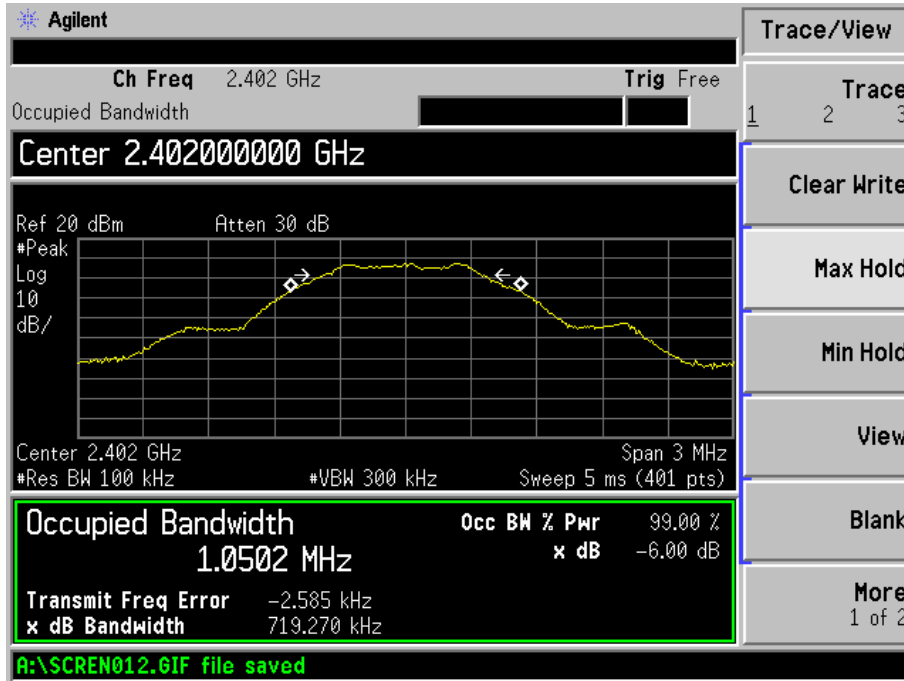 Agilent
Trace/View
Ch Freq 2.402 GHz Trig Free
Occupied Bandwidth
Trace
1 2 3
Center 2.402000000 GHz
Clear Write
Ref 20 dBm Atten 30 dB
#Peak
Log
10
dB/
Max Hold
Min Hold
View
Center 2.402 GHz Span 3 MHz
#Res BW 100 kHz #VBW 300 kHz Sweep 5 ms (401 pts)
Occupied Bandwidth
1.0502 MHz
Occ BW % Pwr 99.00 %
x dB -6.00 dB
Blank
Transmit Freq Error -2.585 kHz
x dB Bandwidth 719.270 kHz
More
1 of 2
A:\SCREN012.GIF file saved